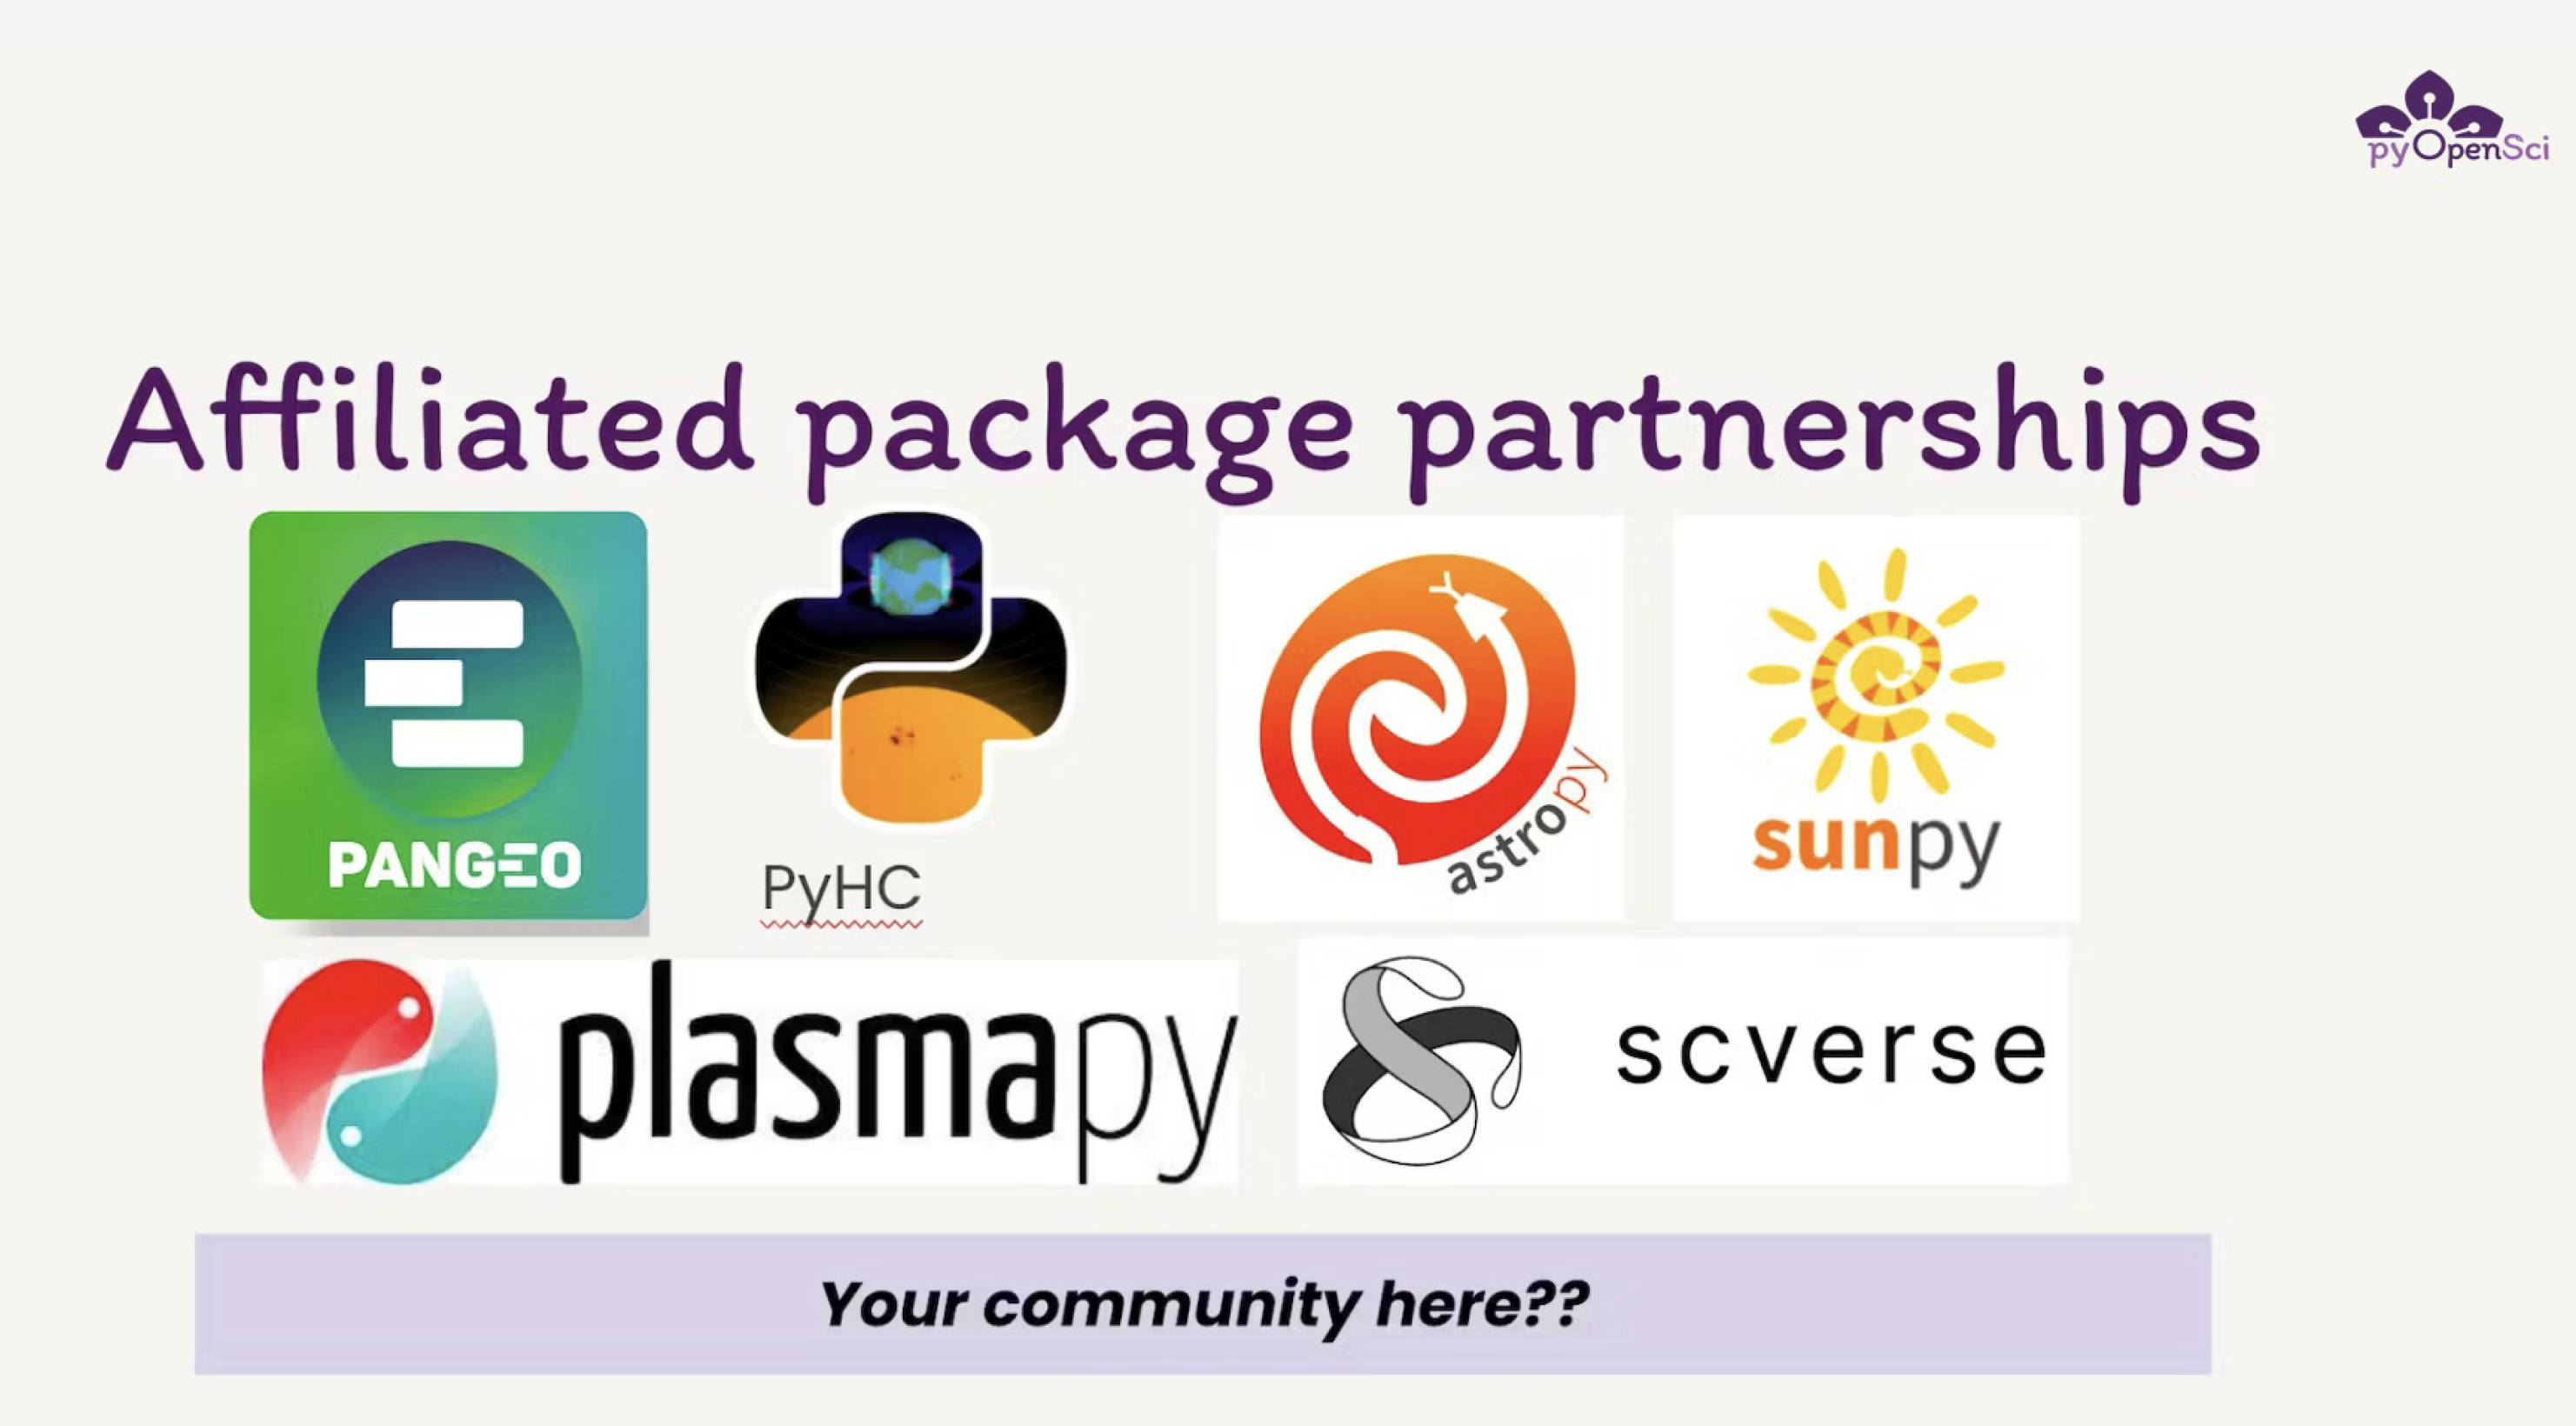 pyOpenSci
Affiliated package partnerships
PANGEO
PyHC
astropy
sunpy
plasmapy
scverse
Your community here??